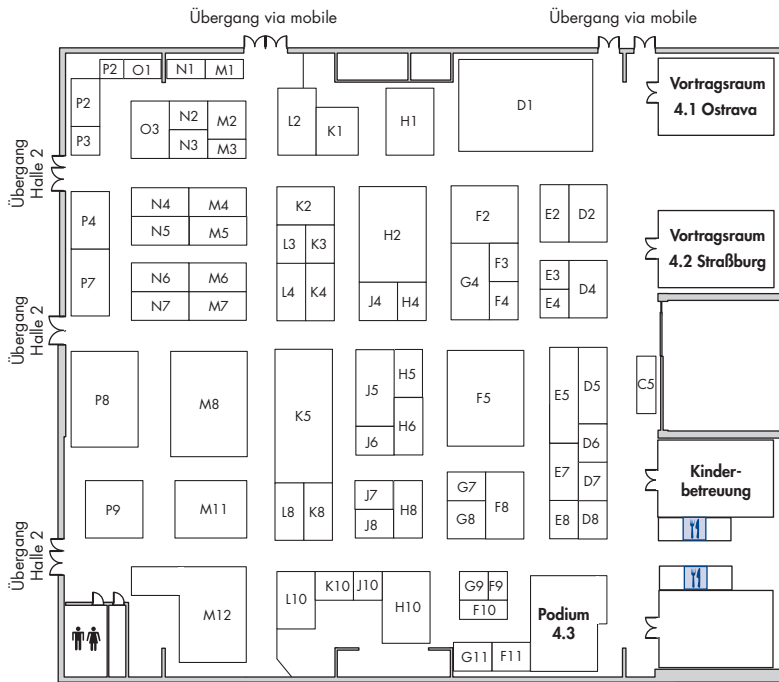 Übergang via mobile
Übergang via mobile
P2
O1
N1
M1
Vortragsraum
4.1 Ostrava
P2
P3
O3
N2
N3
M2
M3
L2
K1
H1
D1
Übergang
Halle 2
P4
N4
M4
N5
M5
K2
L3
K3
H2
F2
G4
F3
F4
E2
D2
Vortragsraum
4.2 Straßburg
P7
N6
M6
N7
M7
L4
K4
J4
H4
E3
E4
D4
Übergang
Halle 2
P8
M8
K5
J5
H5
H6
J6
F5
E5
D5
C5
D6
E7
D7
Kinder-
betreuung
P9
M11
L8
K8
J7
J8
H8
G7
G8
F8
E8
D8
Übergang
Halle 2
M12
L10
K10
J10
H10
G9
F9
F10
Podium
4.3
G11
F11